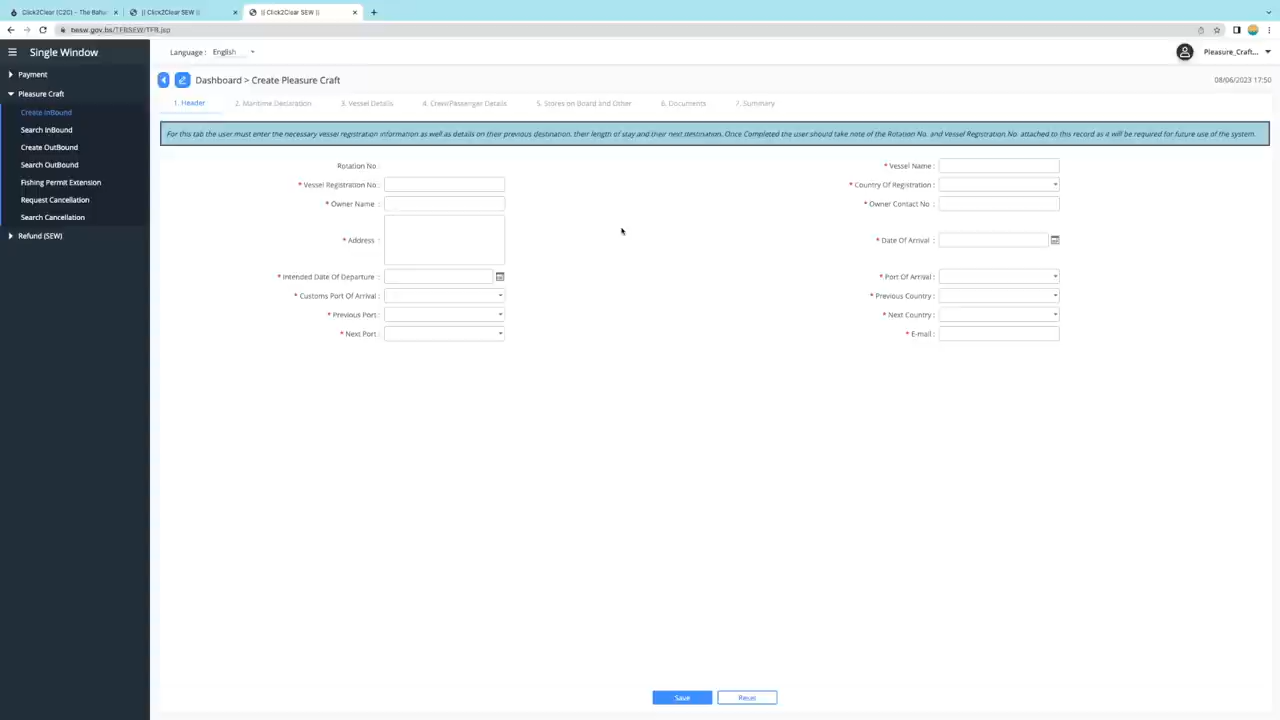 Click2Clear (C2C) - The Baha
|| Click2Clear SEW ||
|| Click2Clear SEW ||
besw.gov.bs/TFBSEW/TFB.jsp
Single Window
Language : English
Pleasure_Craft...
Payment
Pleasure Craft
Create InBound
Search InBound
Create OutBound
Search OutBound
Fishing Permit Extension
Request Cancellation
Search Cancellation
Refund (SEW)
Dashboard > Create Pleasure Craft
08/06/2023 17:50
1. Header
2. Maritime Declaration
3. Vessel Details
4. Crew/Passenger Details
5. Stores on Board and Other
6. Documents
7. Summary
For this tab the user must enter the necessary vessel registration information as well as details on their previous destination, their length of stay and their next destination. Once Completed the user should take note of the Rotation No. and Vessel Registration No. attached to this record as it will be required for future use of the system.
Rotation No :
* Vessel Name :
* Vessel Registration No. :
* Country Of Registration :
* Owner Name :
* Owner Contact No :
* Address :
* Date Of Arrival :
* Intended Date Of Departure :
* Port Of Arrival :
* Customs Port Of Arrival :
* Previous Country :
* Previous Port :
* Next Country :
* Next Port :
* E-mail :
Save
Reset